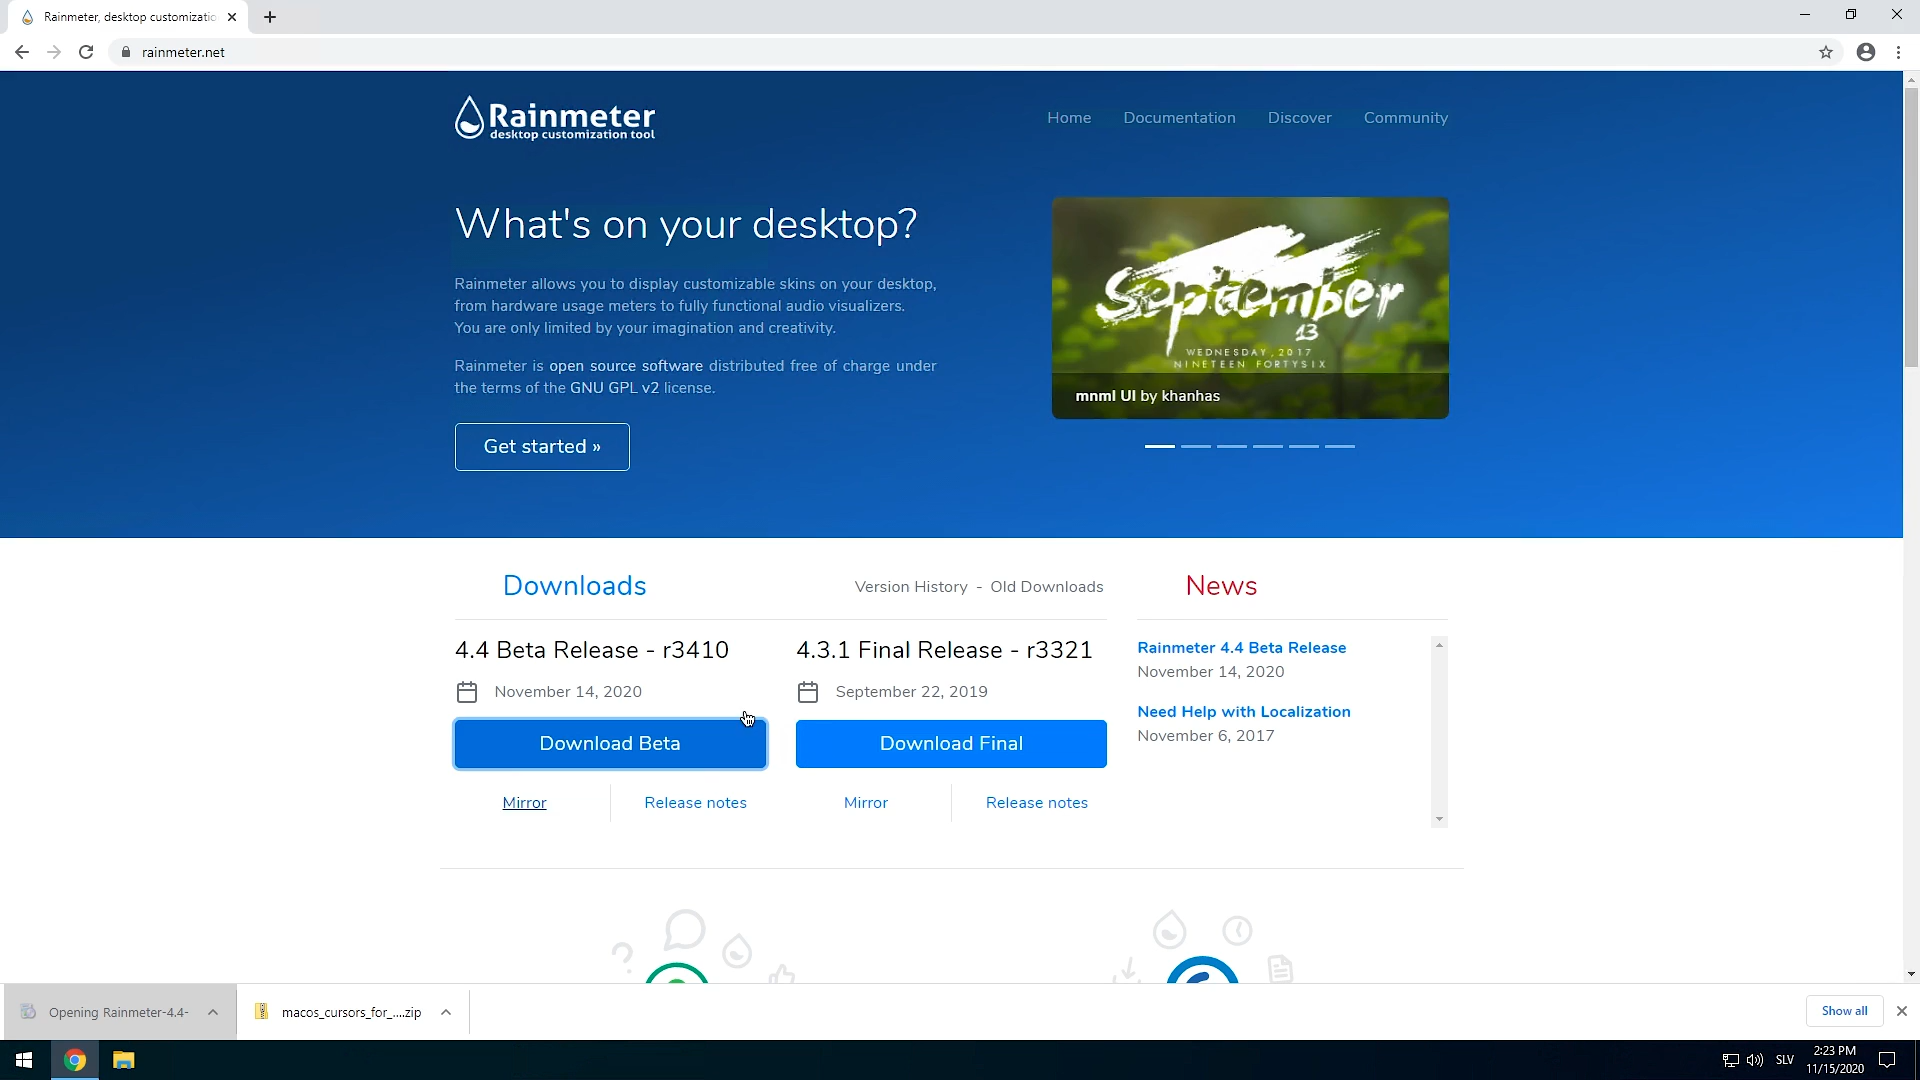 Rainmeter, desktop customizatio
rainmeter.net
Rainmeter
desktop customization tool
Home
Documentation
Discover
Community
What's on your desktop?
Rainmeter allows you to display customizable skins on your desktop,
from hardware usage meters to fully functional audio visualizers.
You are only limited by your imagination and creativity.
Rainmeter is open source software distributed free of charge under
the terms of the GNU GPL v2 license.
Get started »
September
13
WEDNESDAY, 2017
NINETEEN FORTYSIX
mnml UI by khanhas
Downloads
Version History - Old Downloads
4.4 Beta Release - r3410
November 14, 2020
Download Beta
Mirror
Release notes
4.3.1 Final Release - r3321
September 22, 2019
Download Final
Mirror
Release notes
News
Rainmeter 4.4 Beta Release
November 14, 2020
Need Help with Localization
November 6, 2017
Opening Rainmeter-4.4-
macos_cursors_for_....zip
Show all
SLV
2:23 PM
11/15/2020